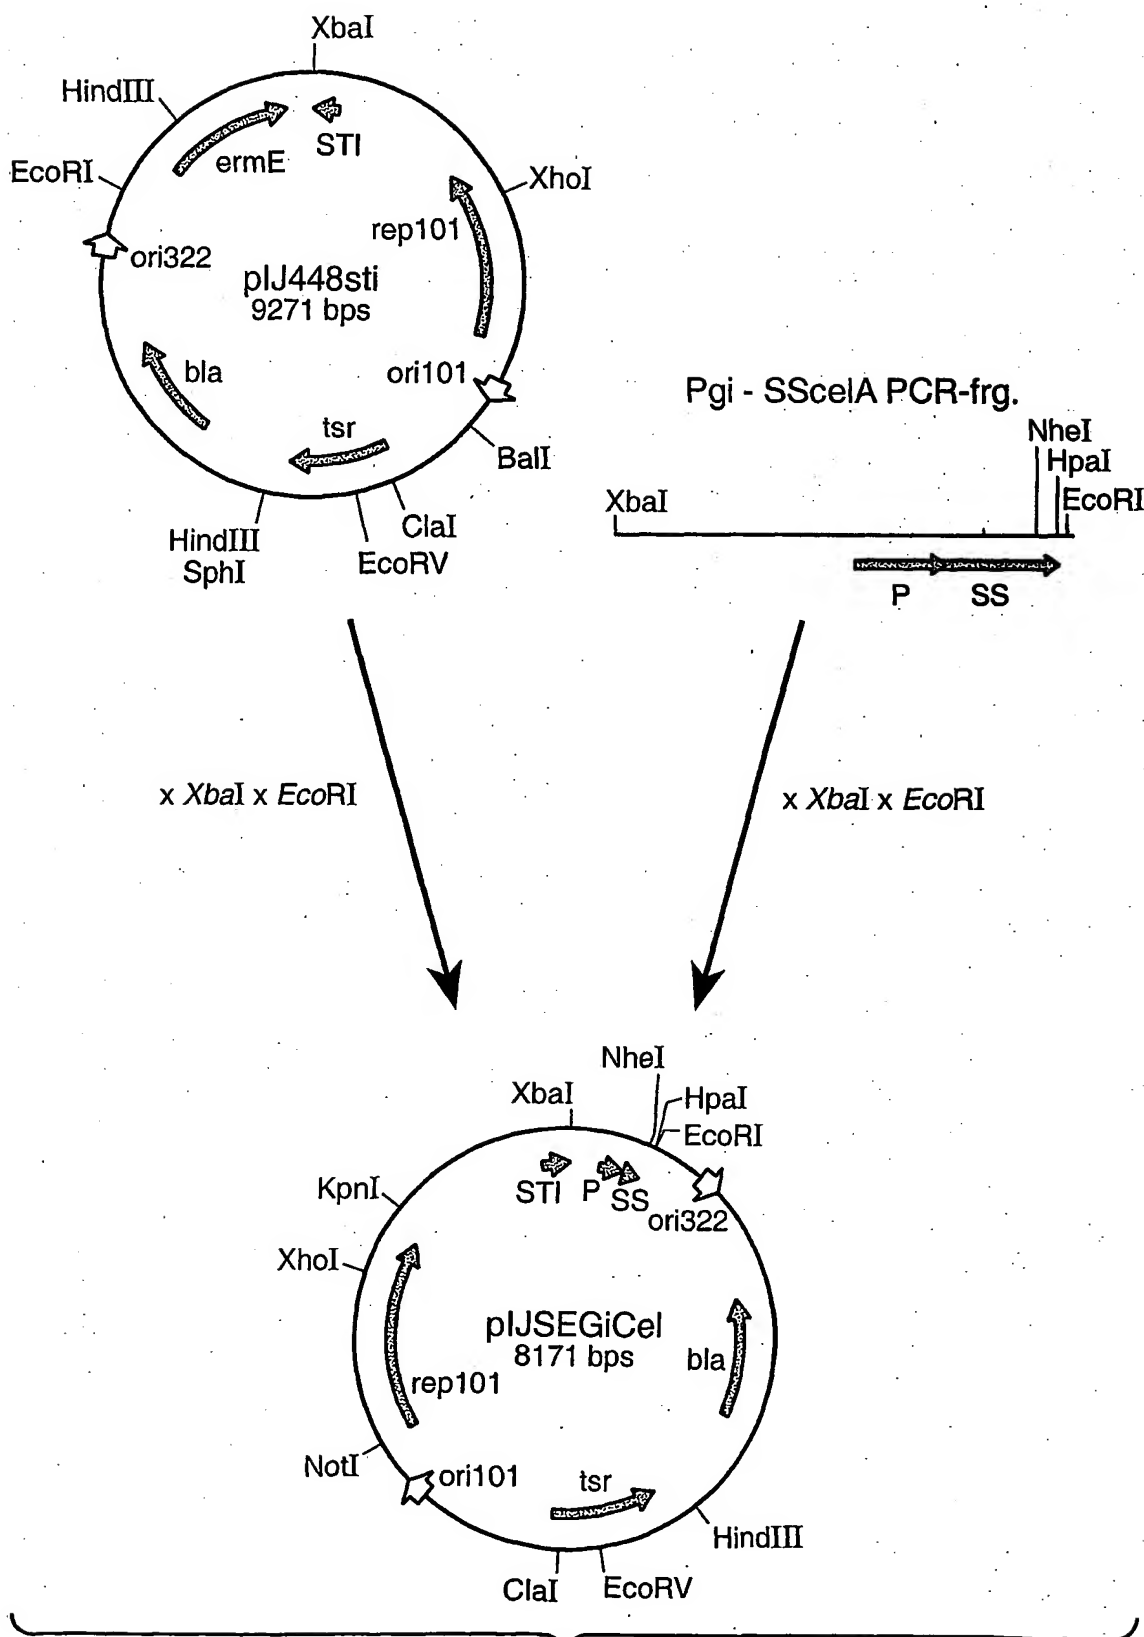 XbaI
HindIII
ermE
STI
EcoRI
XhoI
rep101
ori322
pIJ448sti
9271 bps
bla
ori101
tsr
BalI
ClaI
HindIII
SphI
EcoRV
Pgi - SScelA PCR-frg.
NheI
HpaI
XbaI
EcoRI
P
SS
x XbaI x EcoRI
x XbaI x EcoRI
NheI
XbaI
HpaI
EcoRI
STI
P
SS
KpnI
ori322
XhoI
pIJSEGiCel
8171 bps
bla
rep101
NotI
ori101
tsr
HindIII
ClaI
EcoRV